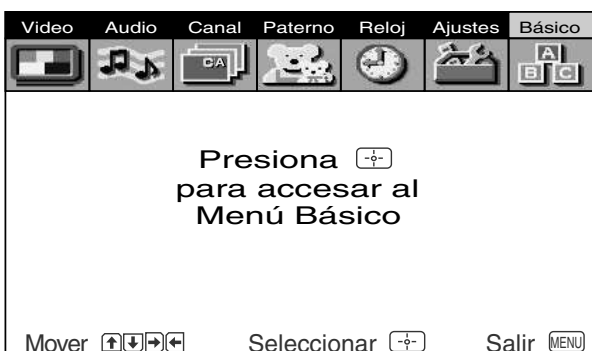 Video Audio Canal Paterno Reloj Ajustes Básico
CA A B C
Presiona
para accesar al
Menú Básico
Mover Seleccionar Salir MENU